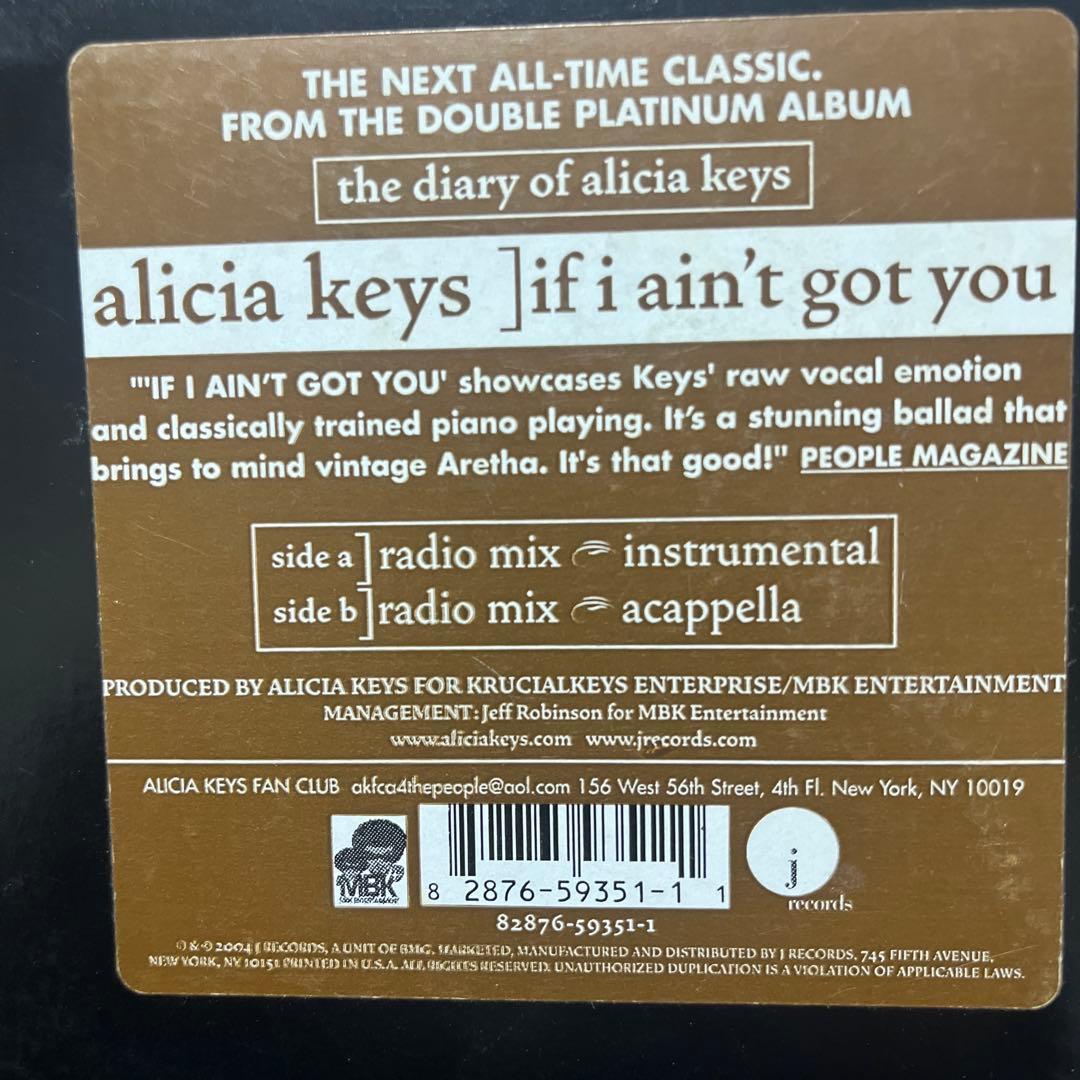 THE NEXT ALL-TIME CLASSIC.
FROM THE DOUBLE PLATINUM ALBUM
the diary of alicia keys
alicia keys ]if i ain't got you
"'IF I AIN'T GOT YOU' showcases Keys' raw vocal emotion
and classically trained piano playing. It's a stunning ballad that
brings to mind vintage Aretha. It's that good!" PEOPLE MAGAZINE
side a]radio mix instrumental
side b]radio mix acappella
PRODUCED BY ALICIA KEYS FOR KRUCIALKEYS ENTERPRISE/MBK ENTERTAINMENT
MANAGEMENT: Jeff Robinson for MBK Entertainment
www.aliciakeys.com www.jrecords.com
ALICIA KEYS FAN CLUB akfca4thepeople@aol.com 156 West 56th Street, 4th Fl. New York, NY 10019
MBK
8 2876-59351-1 1
j
records
82876-59351-1
℗ & © 2004 J RECORDS, A UNIT OF BMG. MARKETED, MANUFACTURED AND DISTRIBUTED BY J RECORDS, 745 FIFTH AVENUE,
NEW YORK, NY 10151. PRINTED IN U.S.A. ALL RIGHTS RESERVED. UNAUTHORIZED DUPLICATION IS A VIOLATION OF APPLICABLE LAWS.